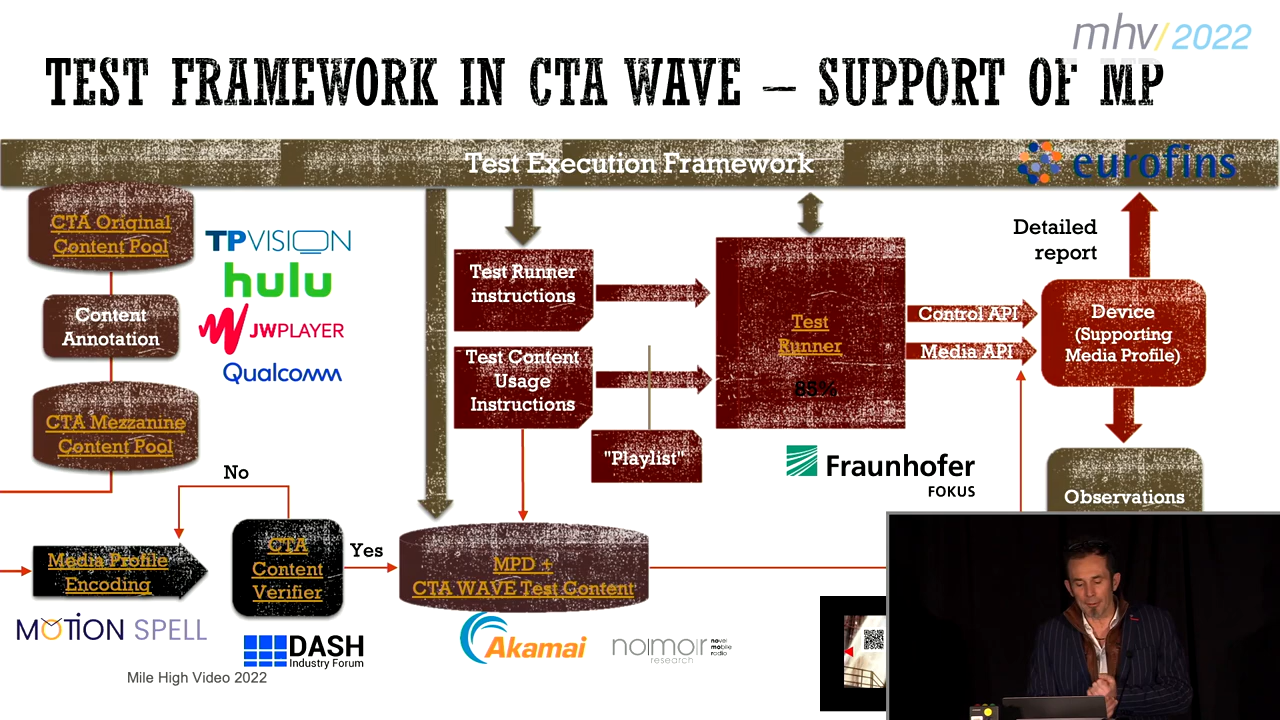 mhv/2022
TEST FRAMEWORK IN CTA WAVE – SUPPORT OF MP
Test Execution Framework
eurofins
CTA Original
Content Pool
TPVISION
hulu
JWPLAYER
Qualcomm
Content
Annotation
CTA Mezzanine
Content Pool
No
Media Profile
Encoding
MOTION SPELL
CTA
Content
Verifier
Yes
DASH
Industry Forum
Mile High Video 2022
Test Runner
instructions
Test Content
Usage
Instructions
"Playlist"
MPD +
CTA WAVE Test Content
Akamai
nomor
research
novel
mobile
radio
Test
Runner
85%
Fraunhofer
FOKUS
Control API
Media API
Detailed
report
Device
(Supporting
Media Profile)
Observations